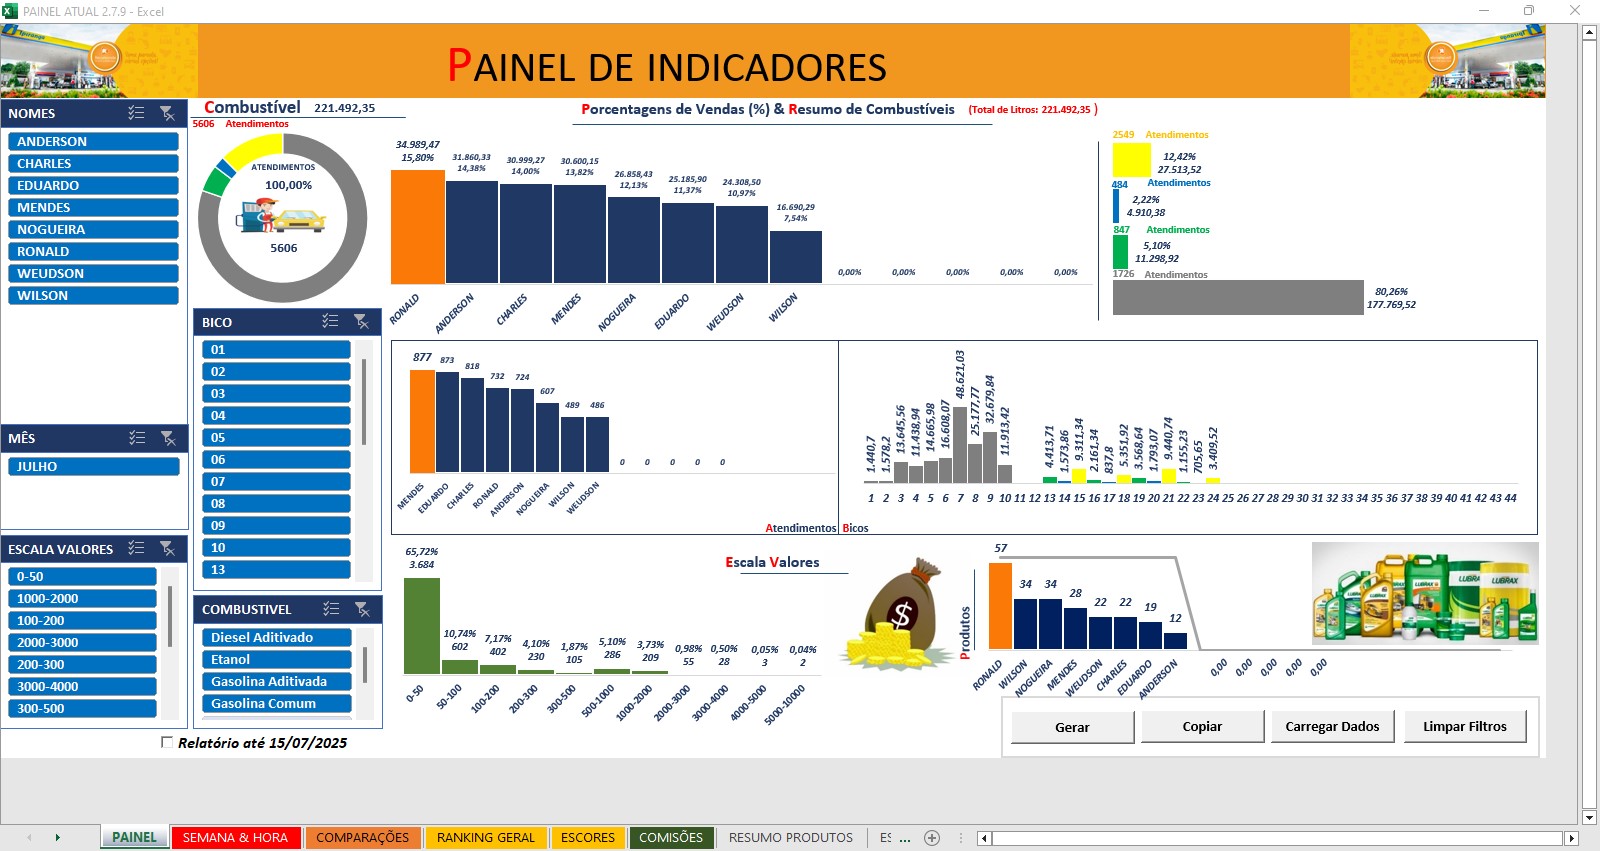 PAINEL ATUAL 2.7.9 - Excel
PAINEL DE INDICADORES
NOMES
ANDERSON
CHARLES
EDUARDO
MENDES
NOGUEIRA
RONALD
WEUDSON
WILSON
MÊS
JULHO
ESCALA VALORES
0-50
1000-2000
100-200
2000-3000
200-300
3000-4000
300-500
Combustível 221.492,35
5606 Atendimentos
ATENDIMENTOS
100,00%
5606
BICO
01
02
03
04
05
06
07
08
09
10
13
COMBUSTIVEL
Diesel Aditivado
Etanol
Gasolina Aditivada
Gasolina Comum
Relatório até 15/07/2025
Porcentagens de Vendas (%) & Resumo de Combustíveis (Total de Litros: 221.492,35 )
34.989,47
15,80%
31.860,33
14,38%
30.999,27
14,00%
30.600,15
13,82%
26.858,43
12,13%
25.185,90
11,37%
24.308,50
10,97%
16.690,29
7,54%
0,00% 0,00% 0,00% 0,00% 0,00%
RONALD ANDERSON CHARLES MENDES NOGUEIRA EDUARDO WEUDSON WILSON
2549 Atendimentos
12,42%
27.513,52
484 Atendimentos
2,22%
4.910,38
847 Atendimentos
5,10%
11.298,92
1726 Atendimentos
80,26%
177.769,52
877 873 818 732 724 607 489 486 0 0 0 0 0
MENDES EDUARDO CHARLES RONALD ANDERSON NOGUEIRA WILSON WEUDSON
Atendimentos
1.440,7 1.578,2 13.645,56 11.438,94 14.665,98 16.608,07 48.621,03 25.177,77 32.679,84 11.913,42 4.413,71 1.573,86 9.311,34 2.161,34 837,8 5.351,92 3.568,64 1.793,07 9.440,74 1.155,23 705,65 3.409,52
1 2 3 4 5 6 7 8 9 10 11 12 13 14 15 16 17 18 19 20 21 22 23 24 25 26 27 28 29 30 31 32 33 34 35 36 37 38 39 40 41 42 43 44
Bicos
Escala Valores
65,72%
3.684
10,74%
602
7,17%
402
4,10%
230
1,87%
105
5,10%
286
3,73%
209
0,98%
55
0,50%
28
0,05%
3
0,04%
2
0-50 50-100 100-200 200-300 300-500 500-1000 1000-2000 2000-3000 3000-4000 4000-5000 5000-10000
$
Produtos
57 34 34 28 22 22 19 12
RONALD WILSON NOGUEIRA MENDES WEUDSON CHARLES EDUARDO ANDERSON 0,00 0,00 0,00 0,00 0,00
LUBRAX LUBRAX
Gerar
Copiar
Carregar Dados
Limpar Filtros
PAINEL
SEMANA & HORA
COMPARAÇÕES
RANKING GERAL
ESCORES
COMISÕES
RESUMO PRODUTOS
ES ...